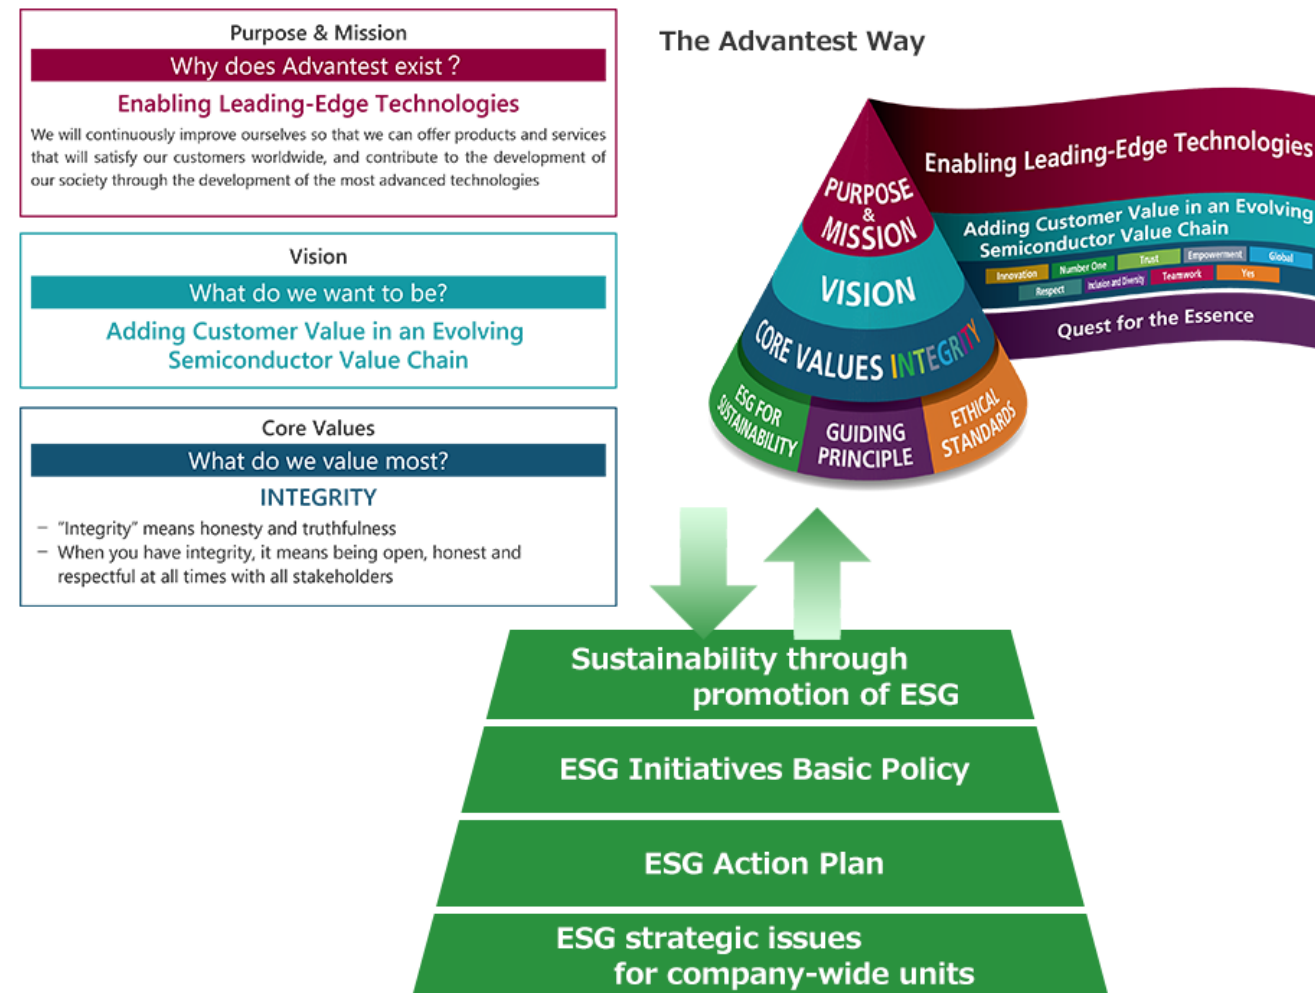 Purpose & Mission
Why does Advantest exist？
Enabling Leading-Edge Technologies
We will continuously improve ourselves so that we can offer products and services
that will satisfy our customers worldwide, and contribute to the development of
our society through the development of the most advanced technologies
Vision
What do we want to be?
Adding Customer Value in an Evolving
Semiconductor Value Chain
Core Values
What do we value most?
INTEGRITY
– “Integrity” means honesty and truthfulness
– When you have integrity, it means being open, honest and
respectful at all times with all stakeholders
The Advantest Way
PURPOSE
&
MISSION
VISION
CORE VALUES INTEGRITY
ESG FOR
SUSTAINABILITY
GUIDING
PRINCIPLE
ETHICAL
STANDARDS
Enabling Leading-Edge Technologies
Adding Customer Value in an Evolving
Semiconductor Value Chain
Innovation Number One Trust Empowerment Global
Respect Inclusion and Diversity Teamwork Yes
Quest for the Essence
Sustainability through
promotion of ESG
ESG Initiatives Basic Policy
ESG Action Plan
ESG strategic issues
for company-wide units